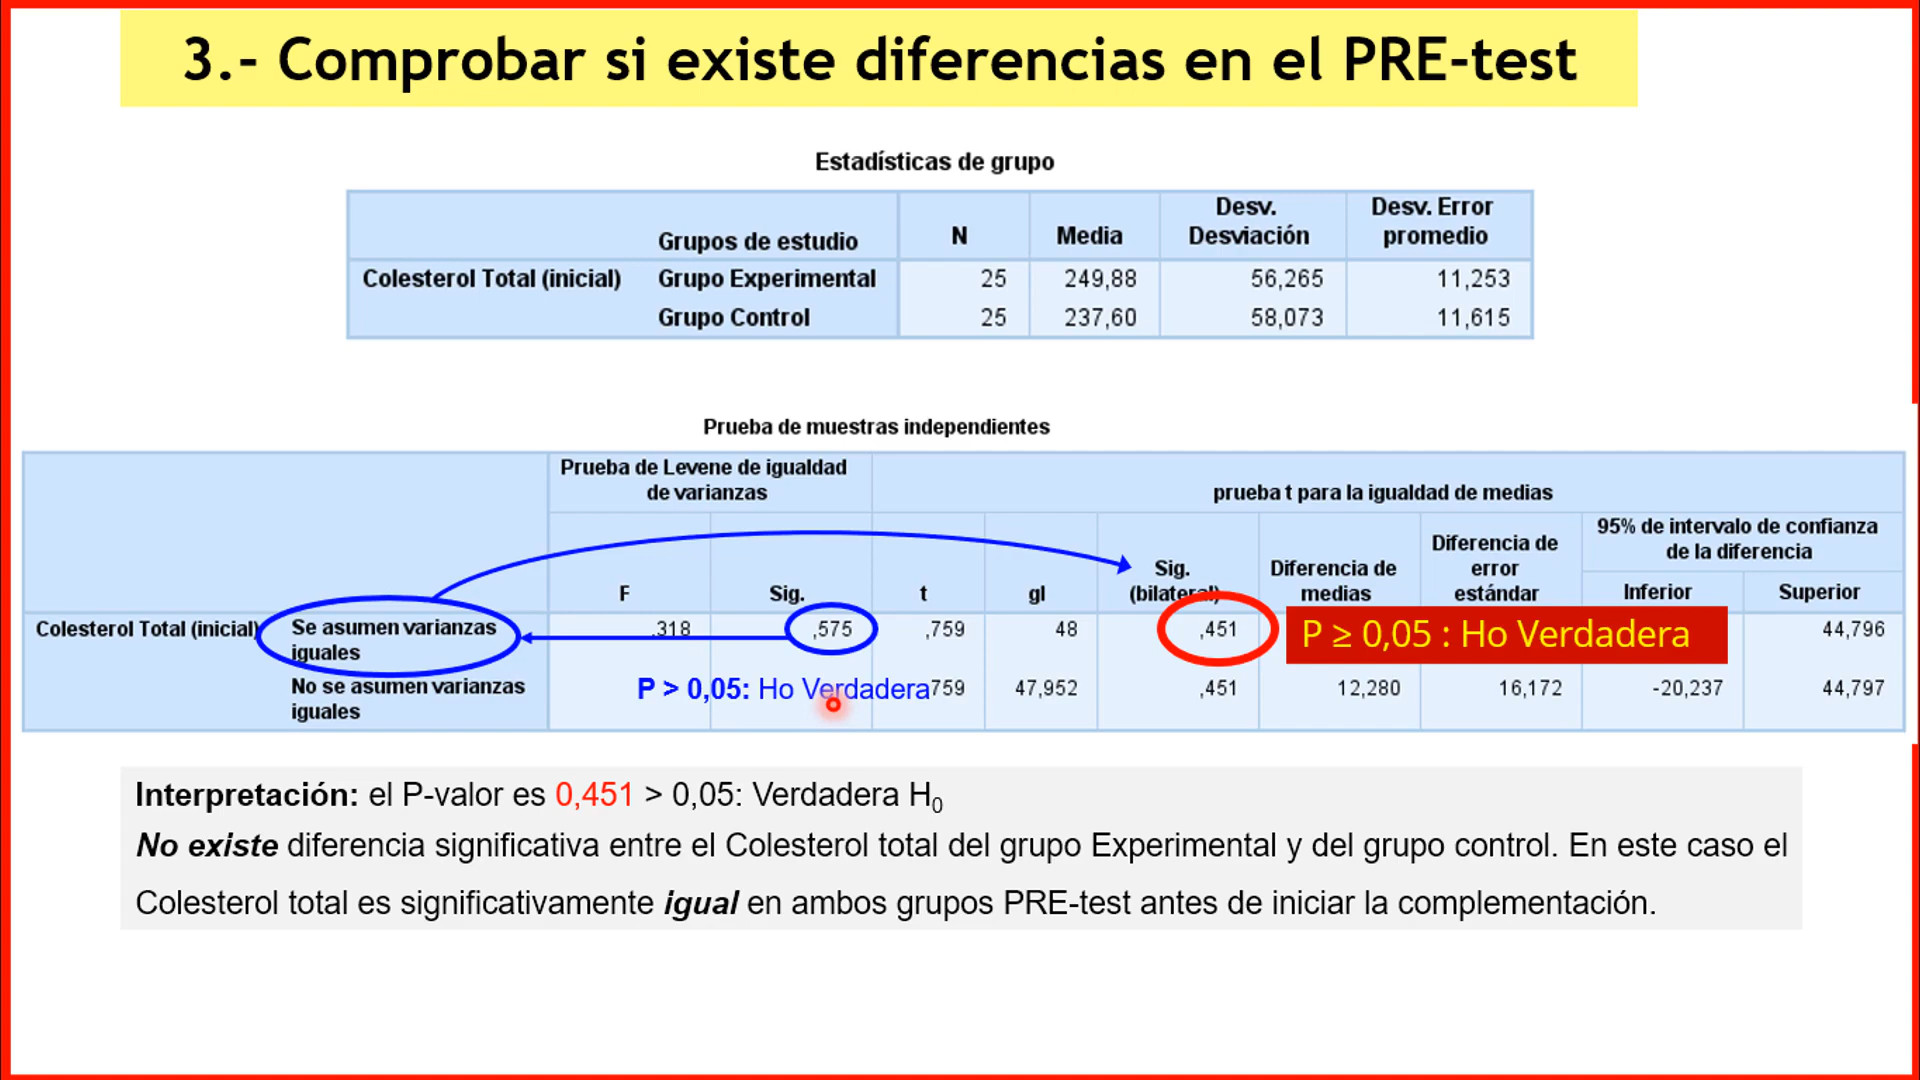 3.- Comprobar si existe diferencias en el PRE-test
Estadísticas de grupo
Grupos de estudio N Media Desv. Desviación Desv. Error promedio
Colesterol Total (inicial) Grupo Experimental 25 249,88 56,265 11,253
Grupo Control 25 237,60 58,073 11,615
Prueba de muestras independientes
Prueba de Levene de igualdad de varianzas
prueba t para la igualdad de medias
95% de intervalo de confianza de la diferencia
F Sig. t gl Sig. (bilateral) Diferencia de medias Diferencia de error estándar Inferior Superior
Colesterol Total (inicial) Se asumen varianzas iguales ,318 ,575 ,759 48 ,451 P ≥ 0,05 : Ho Verdadera 44,796
No se asumen varianzas iguales P > 0,05: Ho Verdadera 759 47,952 ,451 12,280 16,172 -20,237 44,797
Interpretación: el P-valor es 0,451 > 0,05: Verdadera H0
No existe diferencia significativa entre el Colesterol total del grupo Experimental y del grupo control. En este caso el
Colesterol total es significativamente igual en ambos grupos PRE-test antes de iniciar la complementación.